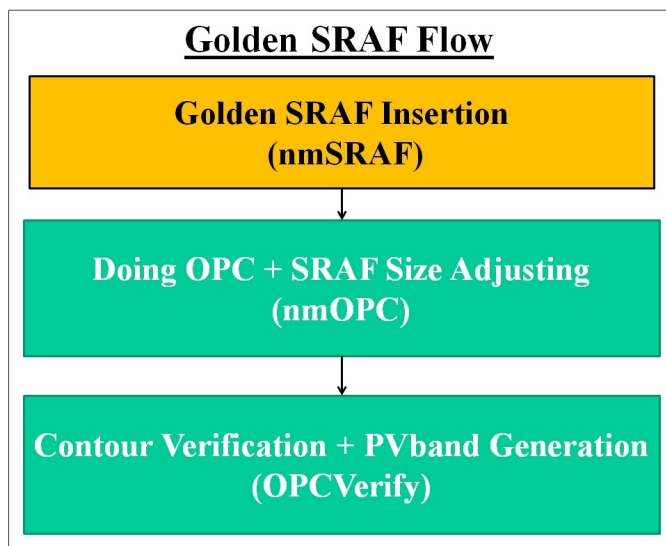 Golden SRAF Flow
Golden SRAF Insertion
(nmSRAF)
Doing OPC + SRAF Size Adjusting
(nmOPC)
Contour Verification + PVband Generation
(OPCVerify)